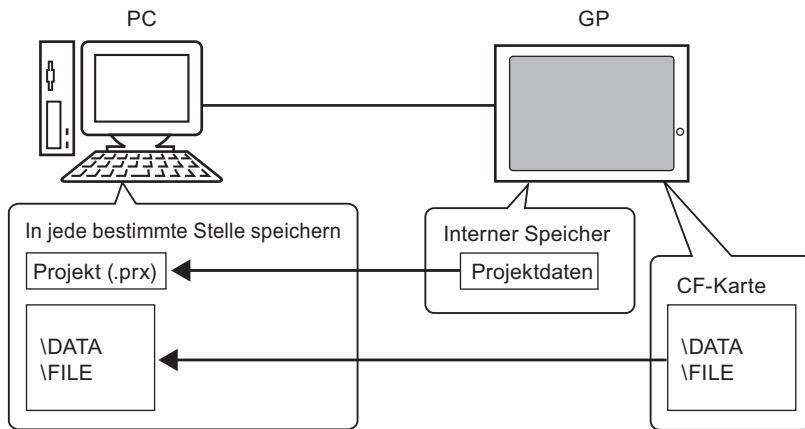 PC
GP
In jede bestimmte Stelle speichern
Projekt (.prx)
\DATA
\FILE
Interner Speicher
Projektdaten
CF-Karte
\DATA
\FILE